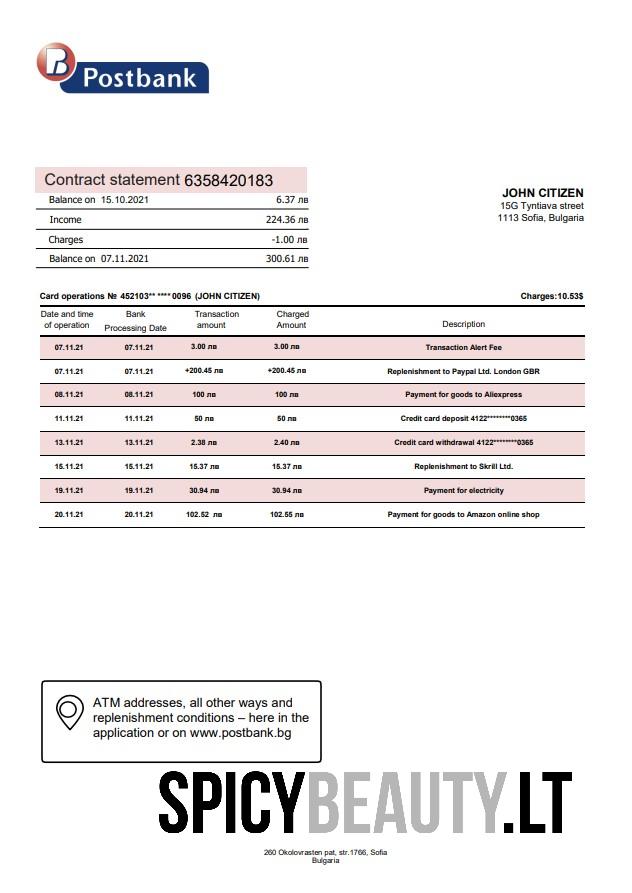 Postbank
Contract statement 6358420183
Balance on 15.10.2021 6.37 лв
Income 224.36 лв
Charges -1.00 лв
Balance on 07.11.2021 300.61 лв
JOHN CITIZEN
15G Tyntiava street
1113 Sofia, Bulgaria
Card operations № 452103** ****0096 (JOHN CITIZEN) Charges:10.53$
Date and time of operation Bank Processing Date Transaction amount Charged Amount Description
07.11.21 07.11.21 3.00 лв 3.00 лв Transaction Alert Fee
07.11.21 07.11.21 +200.45 лв +200.45 лв Replenishment to Paypal Ltd. London GBR
08.11.21 08.11.21 100 лв 100 лв Payment for goods to Aliexpress
11.11.21 11.11.21 50 лв 50 лв Credit card deposit 4122********0365
13.11.21 13.11.21 2.38 лв 2.40 лв Credit card withdrawal 4122********0365
15.11.21 15.11.21 15.37 лв 15.37 лв Replenishment to Skrill Ltd.
19.11.21 19.11.21 30.94 лв 30.94 лв Payment for electricity
20.11.21 20.11.21 102.52 лв 102.55 лв Payment for goods to Amazon online shop
ATM addresses, all other ways and
replenishment conditions – here in the
application or on www.postbank.bg
SPICYBEAUTY.LT
260 Okolovrasten pat, str.1766, Sofia
Bulgaria